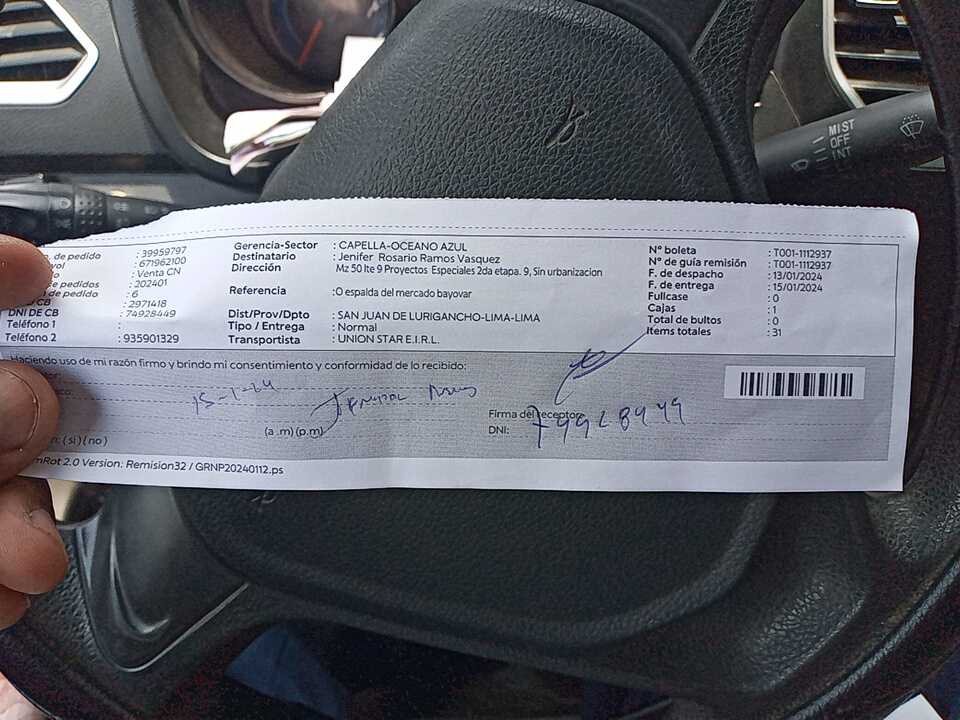 . de pedido : 39959797
rol : 671962100
: Venta CN
e pedidos : 202401
de pedido : 6
CB : 2971418
DNI DE CB : 74928449
Teléfono 1 :
Teléfono 2 : 935901329
Gerencia-Sector : CAPELLA-OCEANO AZUL
Destinatario : Jenifer Rosario Ramos Vasquez
Dirección : Mz 50 lte 9 Proyectos Especiales 2da etapa. 9, Sin urbanizacion
Referencia : O espalda del mercado bayovar
Dist/Prov/Dpto : SAN JUAN DE LURIGANCHO-LIMA-LIMA
Tipo / Entrega : Normal
Transportista : UNION STAR E.I.R.L.
Nº boleta : T001-1112937
Nº de guía remisión : T001-1112937
F. de despacho : 13/01/2024
F. de entrega : 15/01/2024
Fullcase : 0
Cajas : 1
Total de bultos : 0
Items totales : 31
Haciendo uso de mi razón firmo y brindo mi consentimiento y conformidad de lo recibido:
15-1-24
(a .m) (p.m)
Firma del receptor
DNI:
: ( si ) ( no )
mRot 2.0 Version: Remision32 / GRNP20240112.ps
MIST
OFF
INT